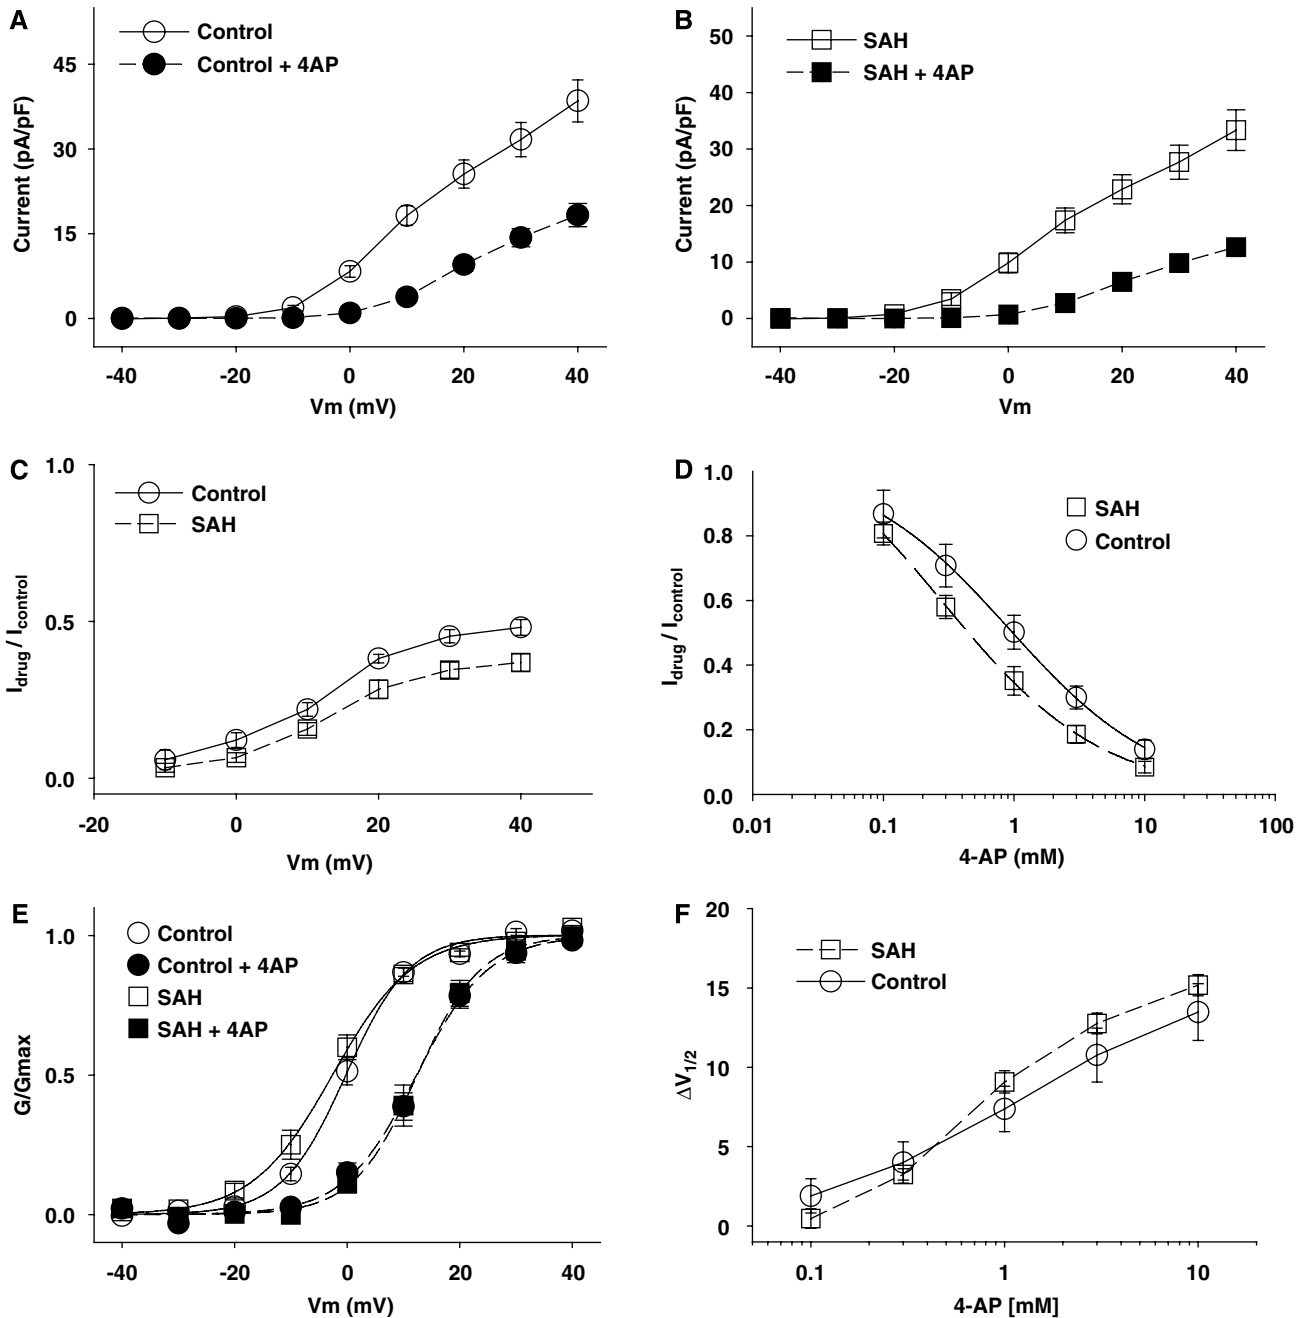 A
Control
Control + 4AP
45
30
15
0
Current (pA/pF)
-40 -20 0 20 40
Vm (mV)
B
SAH
SAH + 4AP
50
40
30
20
10
0
Current (pA/pF)
-40 -20 0 20 40
Vm
C
Control
SAH
1.0
0.5
0.0
Idrug / Icontrol
-20 0 20 40
Vm (mV)
D
SAH
Control
1.0
0.8
0.6
0.4
0.2
0.0
Idrug / Icontrol
0.01 0.1 1 10 100
4-AP (mM)
E
Control
Control + 4AP
SAH
SAH + 4AP
1.0
0.5
0.0
G/Gmax
-40 -20 0 20 40
Vm (mV)
F
SAH
Control
20
15
10
5
0
ΔV1/2
0.1 1 10
4-AP [mM]